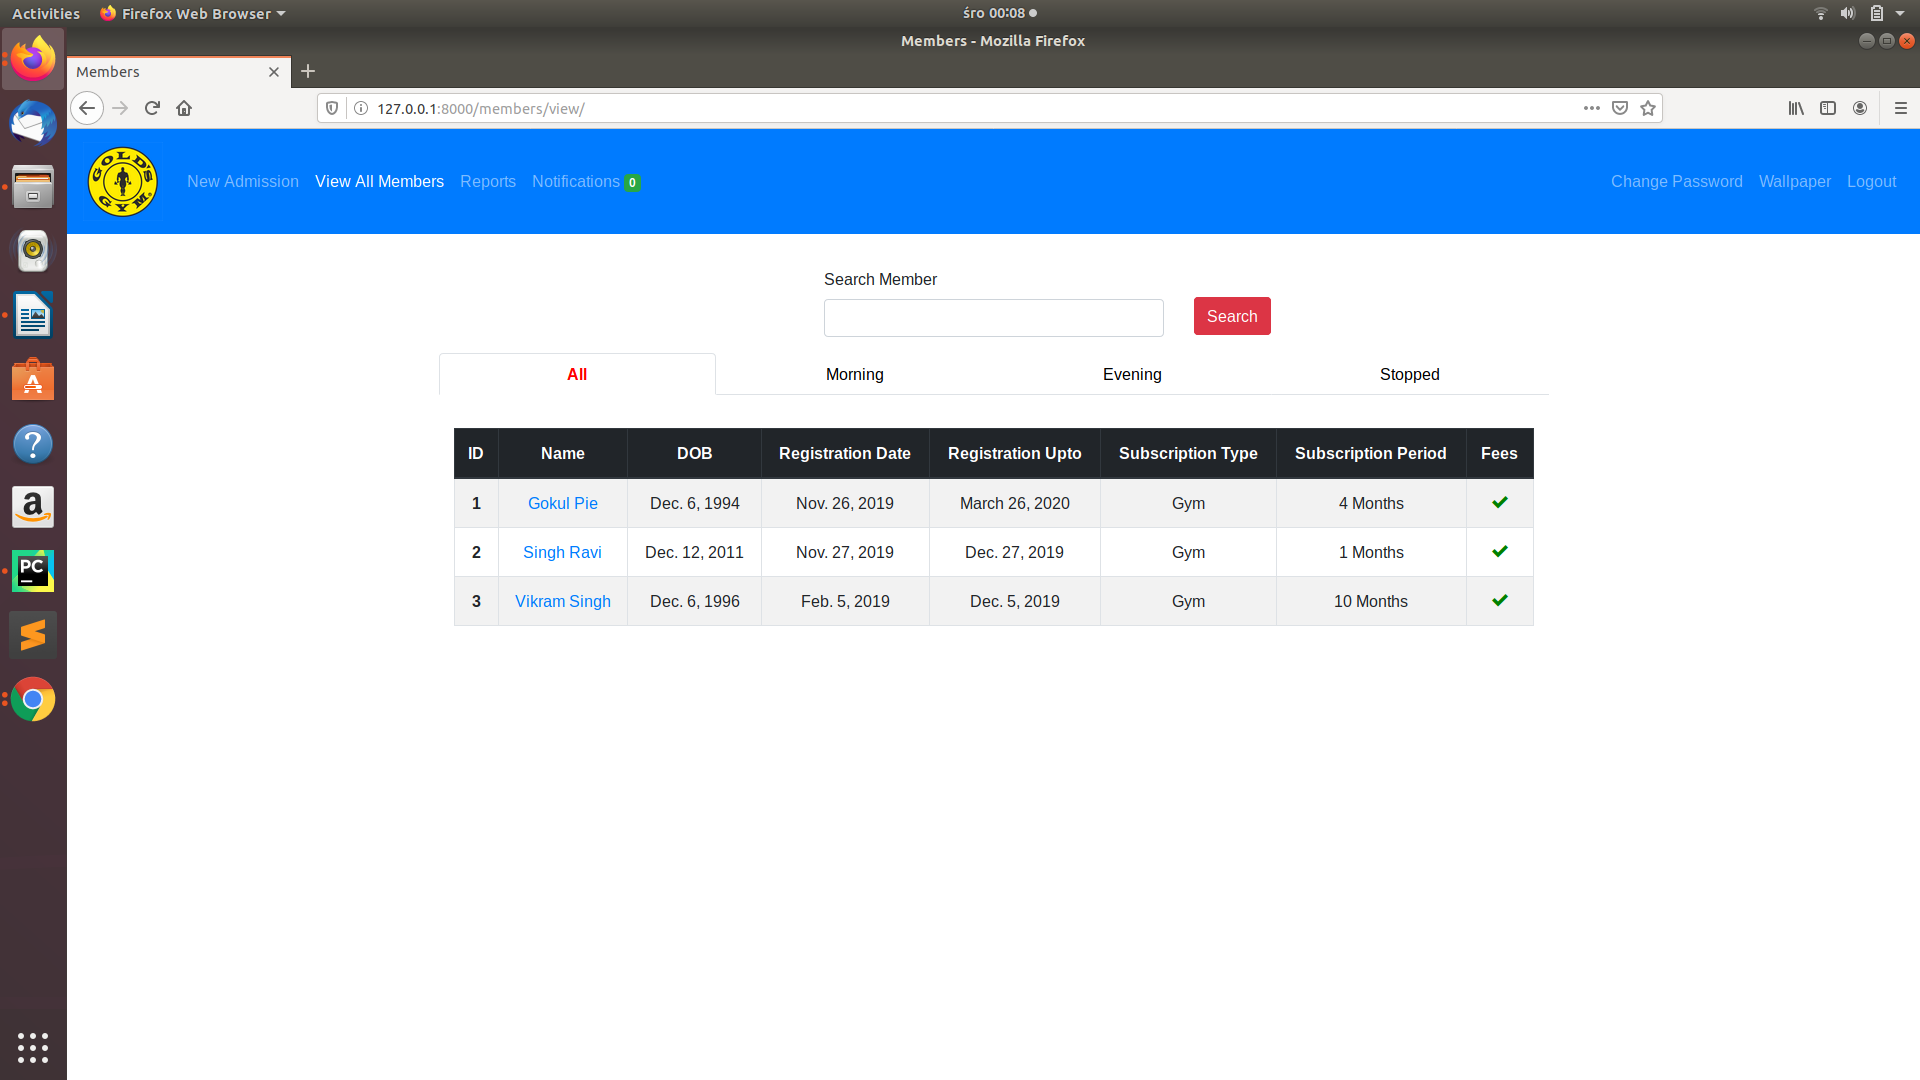 Activities Firefox Web Browser śro 00:08
Members - Mozilla Firefox
Members
127.0.0.1:8000/members/view/
GOLD'S GYM New Admission View All Members Reports Notifications 0 Change Password Wallpaper Logout
Search Member
Search
All Morning Evening Stopped
ID Name DOB Registration Date Registration Upto Subscription Type Subscription Period Fees
1 Gokul Pie Dec. 6, 1994 Nov. 26, 2019 March 26, 2020 Gym 4 Months
2 Singh Ravi Dec. 12, 2011 Nov. 27, 2019 Dec. 27, 2019 Gym 1 Months
3 Vikram Singh Dec. 6, 1996 Feb. 5, 2019 Dec. 5, 2019 Gym 10 Months
A
?
a
PC